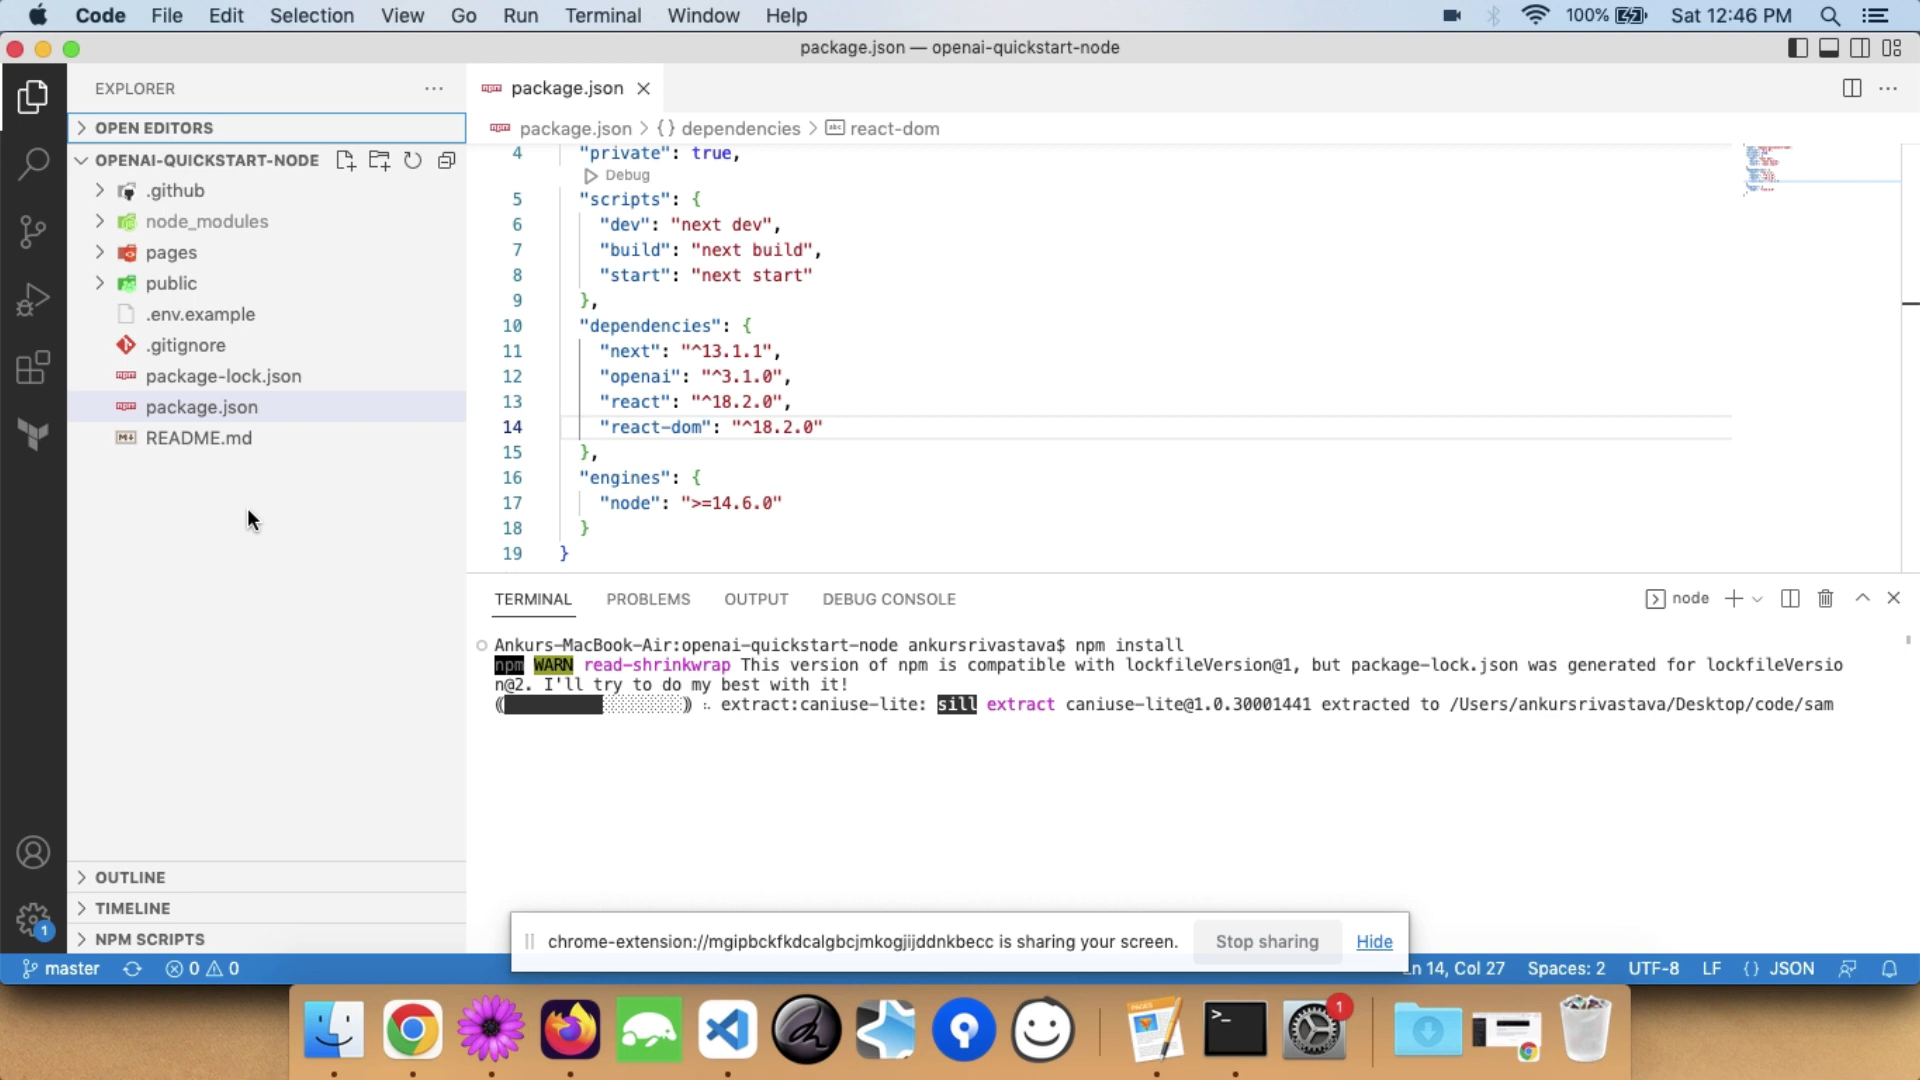 Code File Edit Selection View Go Run Terminal Window Help 100% Sat 12:46 PM
package.json — openai-quickstart-node
EXPLORER
OPEN EDITORS
OPENAI-QUICKSTART-NODE
.github
node_modules
pages
public
.env.example
.gitignore
package-lock.json
package.json
README.md
OUTLINE
TIMELINE
NPM SCRIPTS
package.json
package.json > {} dependencies > react-dom
4 "private": true,
Debug
5 "scripts": {
6 "dev": "next dev",
7 "build": "next build",
8 "start": "next start"
9 },
10 "dependencies": {
11 "next": "^13.1.1",
12 "openai": "^3.1.0",
13 "react": "^18.2.0",
14 "react-dom": "^18.2.0"
15 },
16 "engines": {
17 "node": ">=14.6.0"
18 }
19 }
TERMINAL PROBLEMS OUTPUT DEBUG CONSOLE node
Ankurs-MacBook-Air:openai-quickstart-node ankursrivastava$ npm install
npm WARN read-shrinkwrap This version of npm is compatible with lockfileVersion@1, but package-lock.json was generated for lockfileVersio
n@2. I'll try to do my best with it!
extract:caniuse-lite: sill extract caniuse-lite@1.0.30001441 extracted to /Users/ankursrivastava/Desktop/code/sam
chrome-extension://mgipbckfkdcalgbcjmkogjijddnkbecc is sharing your screen. Stop sharing Hide
1
master 0 0 Ln 14, Col 27 Spaces: 2 UTF-8 LF {} JSON
PAGES
1